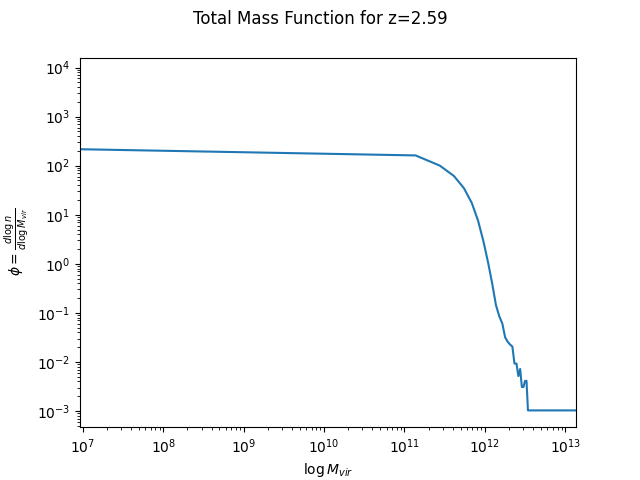 Total Mass Function for z=2.59
10⁴
10³
10²
10¹
10⁰
10⁻¹
10⁻²
10⁻³
ϕ = d log n / d log M_vir
10⁷ 10⁸ 10⁹ 10¹⁰ 10¹¹ 10¹² 10¹³
log M_vir